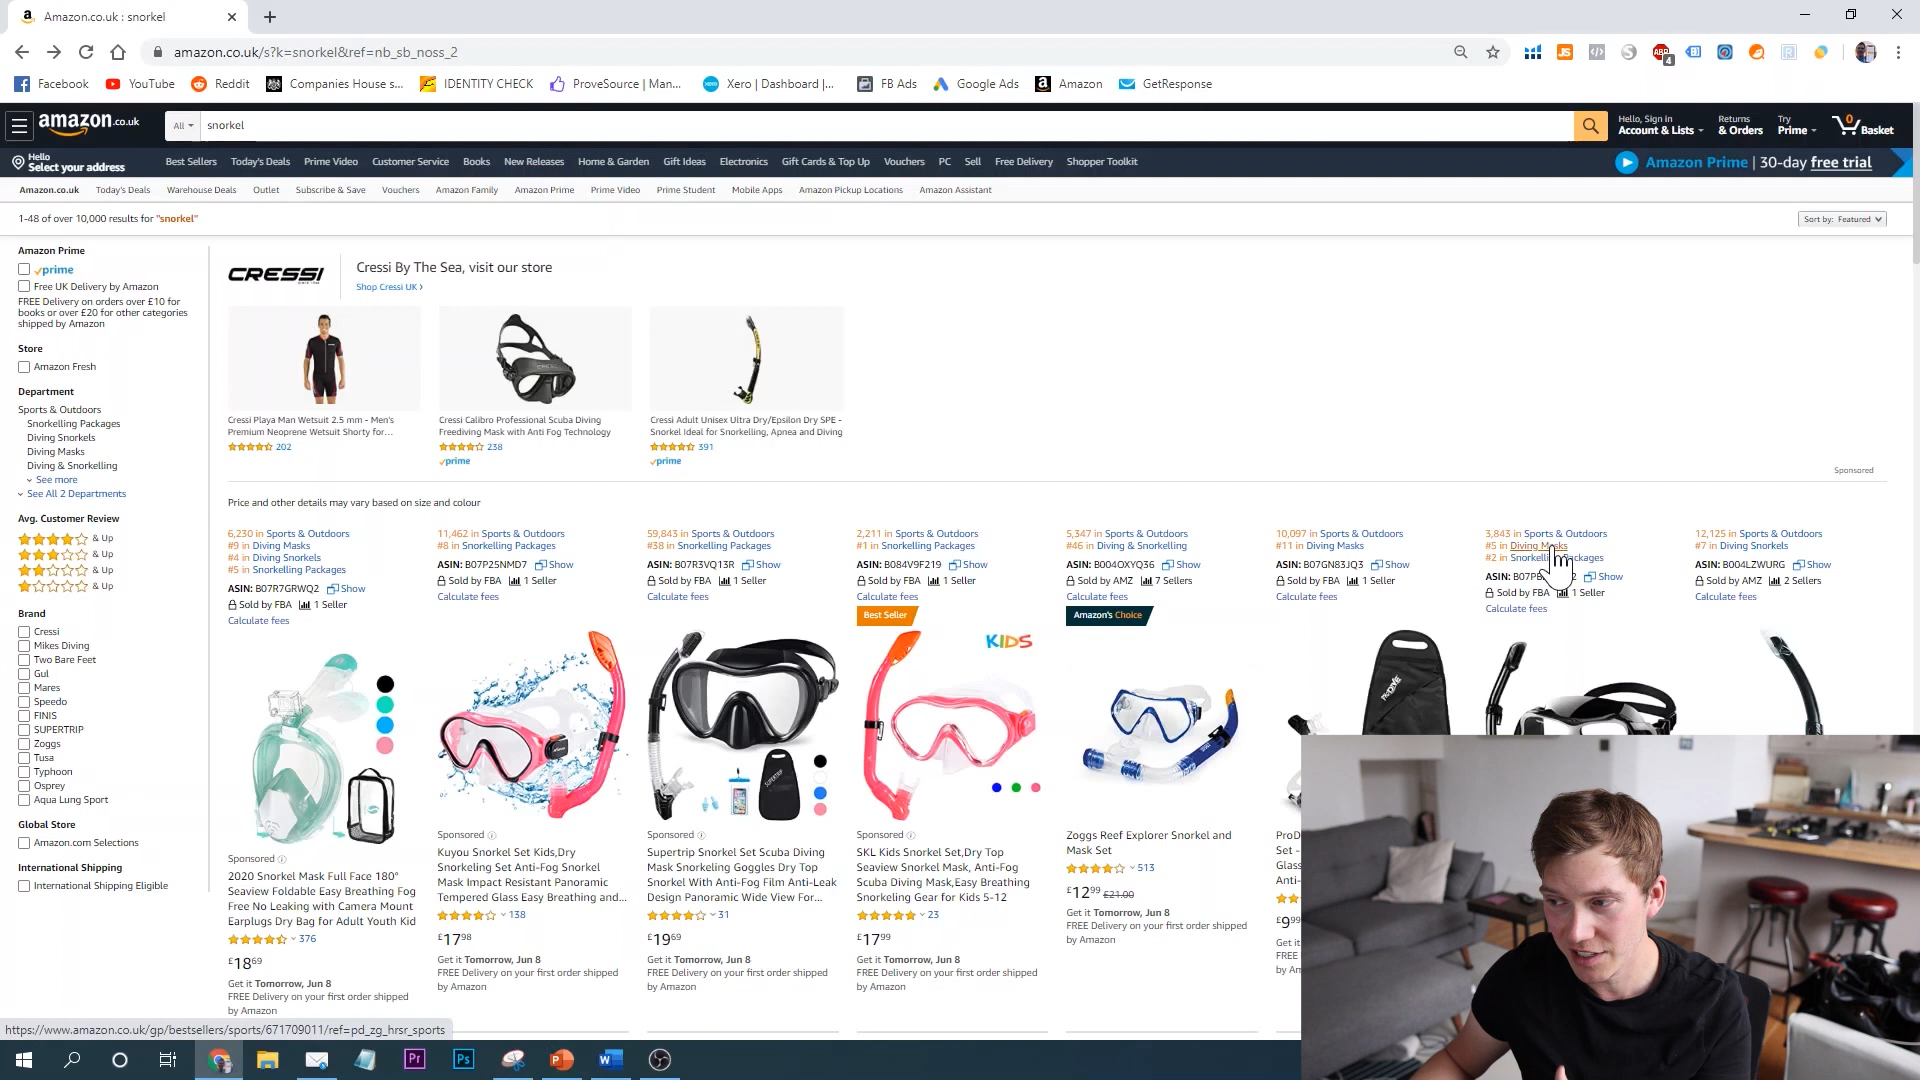 Amazon.co.uk : snorkel
amazon.co.uk/s?k=snorkel&ref=nb_sb_noss_2
Facebook YouTube Reddit Companies House s... IDENTITY CHECK ProveSource | Man... Xero | Dashboard |... FB Ads Google Ads Amazon GetResponse
amazon.co.uk All snorkel Hello, Sign in Account & Lists Returns & Orders Try Prime 0 Basket
Hello
Select your address
Best Sellers Today's Deals Prime Video Customer Service Books New Releases Home & Garden Gift Ideas Electronics Gift Cards & Top Up Vouchers PC Sell Free Delivery Shopper Toolkit Amazon Prime | 30-day free trial
Amazon.co.uk Today's Deals Warehouse Deals Outlet Subscribe & Save Vouchers Amazon Family Amazon Prime Prime Video Prime Student Mobile Apps Amazon Pickup Locations Amazon Assistant
1-48 of over 10,000 results for "snorkel" Sort by: Featured
Amazon Prime
prime
Free UK Delivery by Amazon
FREE Delivery on orders over £10 for
books or over £20 for other categories
shipped by Amazon
Store
Amazon Fresh
Department
Sports & Outdoors
Snorkelling Packages
Diving Snorkels
Diving Masks
Diving & Snorkelling
See more
See All 2 Departments
Avg. Customer Review
& Up
& Up
& Up
& Up
Brand
Cressi
Mikes Diving
Two Bare Feet
Gul
Mares
Speedo
FINIS
SUPERTRIP
Zoggs
Tusa
Typhoon
Osprey
Aqua Lung Sport
Global Store
Amazon.com Selections
International Shipping
International Shipping Eligible
CRESSI
Cressi By The Sea, visit our store
Shop Cressi UK ›
Cressi Playa Man Wetsuit 2.5 mm - Men's
Premium Neoprene Wetsuit Shorty for...
202
Cressi Calibro Professional Scuba Diving
Freediving Mask with Anti Fog Technology
238
prime
Cressi Adult Unisex Ultra Dry/Epsilon Dry SPE -
Snorkel Ideal for Snorkelling, Apnea and Diving
391
prime
Sponsored
Price and other details may vary based on size and colour
6,230 in Sports & Outdoors
#9 in Diving Masks
#4 in Diving Snorkels
#5 in Snorkelling Packages
ASIN: B07R7GRWQ2 Show
Sold by FBA 1 Seller
Calculate fees
Sponsored
2020 Snorkel Mask Full Face 180°
Seaview Foldable Easy Breathing Fog
Free No Leaking with Camera Mount
Earplugs Dry Bag for Adult Youth Kid
376
£18 69
Get it Tomorrow, Jun 8
FREE Delivery on your first order shipped
by Amazon
11,462 in Sports & Outdoors
#8 in Snorkelling Packages
ASIN: B07P25NMD7 Show
Sold by FBA 1 Seller
Calculate fees
Sponsored
Kuyou Snorkel Set Kids,Dry
Snorkeling Set Anti-Fog Snorkel
Mask Impact Resistant Panoramic
Tempered Glass Easy Breathing and...
138
£17 98
Get it Tomorrow, Jun 8
FREE Delivery on your first order shipped
by Amazon
59,843 in Sports & Outdoors
#38 in Snorkelling Packages
ASIN: B07R3VQ13R Show
Sold by FBA 1 Seller
Calculate fees
Sponsored
Supertrip Snorkel Set Scuba Diving
Mask Snorkeling Goggles Dry Top
Snorkel With Anti-Fog Film Anti-Leak
Design Panoramic Wide View For...
31
£19 69
Get it Tomorrow, Jun 8
FREE Delivery on your first order shipped
by Amazon
2,211 in Sports & Outdoors
#1 in Snorkelling Packages
ASIN: B084V9F219 Show
Sold by FBA 1 Seller
Calculate fees
Best Seller
KIDS
Sponsored
SKL Kids Snorkel Set,Dry Top
Seaview Snorkel Mask, Anti-Fog
Scuba Diving Mask,Easy Breathing
Snorkeling Gear for Kids 5-12
23
£17 99
Get it Tomorrow, Jun 8
FREE Delivery on your first order shipped
by Amazon
5,347 in Sports & Outdoors
#46 in Diving & Snorkelling
ASIN: B004OXYQ36 Show
Sold by AMZ 7 Sellers
Calculate fees
Amazon's Choice
Zoggs Reef Explorer Snorkel and
Mask Set
513
£12 99 £21.00
Get it Tomorrow, Jun 8
FREE Delivery on your first order shipped
by Amazon
10,097 in Sports & Outdoors
#11 in Diving Masks
ASIN: B07GN83JQ3 Show
Sold by FBA 1 Seller
Calculate fees
PRODIVE
ProD
Set -
Glass
Anti-
£9 99
Get it
FREE
by Am
3,843 in Sports & Outdoors
#5 in Diving Masks
#2 in Snorkelling Packages
ASIN: Show
Sold by FBA 1 Seller
Calculate fees
12,125 in Sports & Outdoors
#7 in Diving Snorkels
ASIN: B004LZWURG Show
Sold by AMZ 2 Sellers
Calculate fees
https://www.amazon.co.uk/gp/bestsellers/sports/671709011/ref=pd_zg_hrsr_sports